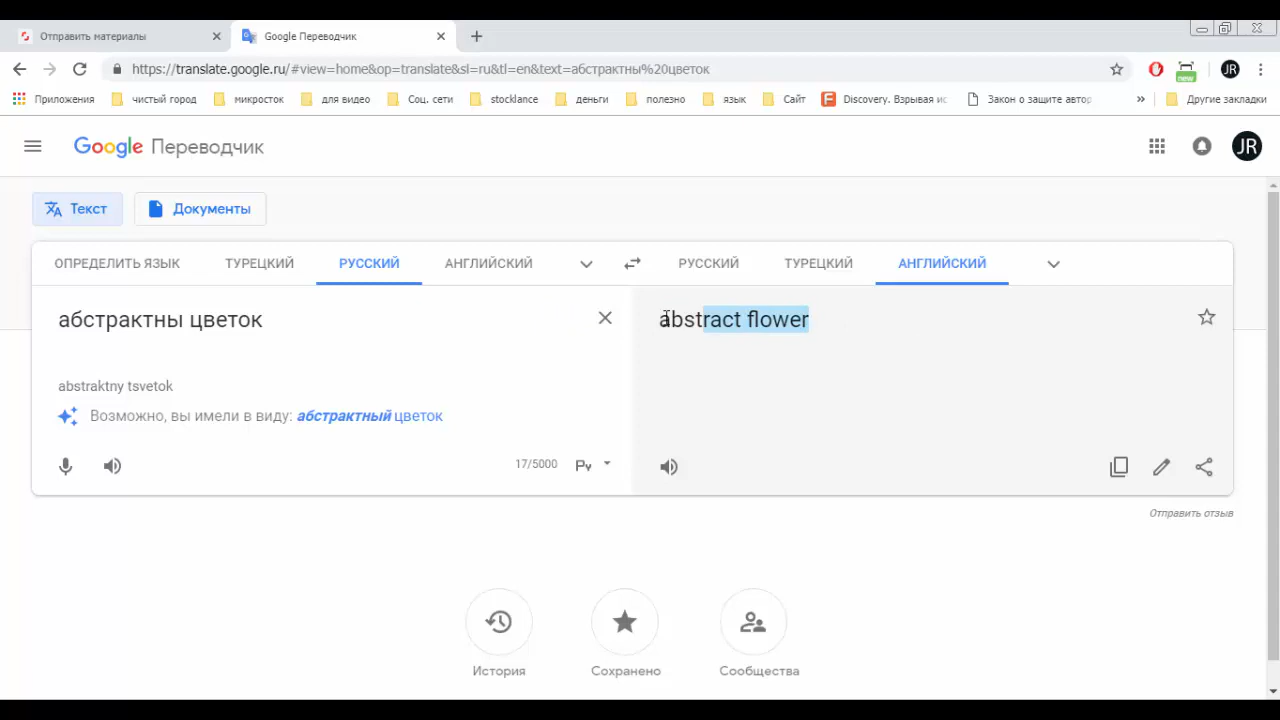 Отправить материалы
Google Переводчик
https://translate.google.ru/#view=home&op=translate&sl=ru&tl=en&text=абстрактны%20цветок
new
JR
Приложения
чистый город
микросток
для видео
Соц. сети
stocklance
деньги
полезно
язык
Сайт
F
Discovery. Взрывая ис
Закон о защите автор
»
Другие закладки
Google Переводчик
JR
Текст
Документы
ОПРЕДЕЛИТЬ ЯЗЫК
ТУРЕЦКИЙ
РУССКИЙ
АНГЛИЙСКИЙ
РУССКИЙ
ТУРЕЦКИЙ
АНГЛИЙСКИЙ
абстрактны цветок
abstract flower
abstraktny tsvetok
Возможно, вы имели в виду: абстрактный цветок
17/5000
Ру
Отправить отзыв
История
Сохранено
Сообщества